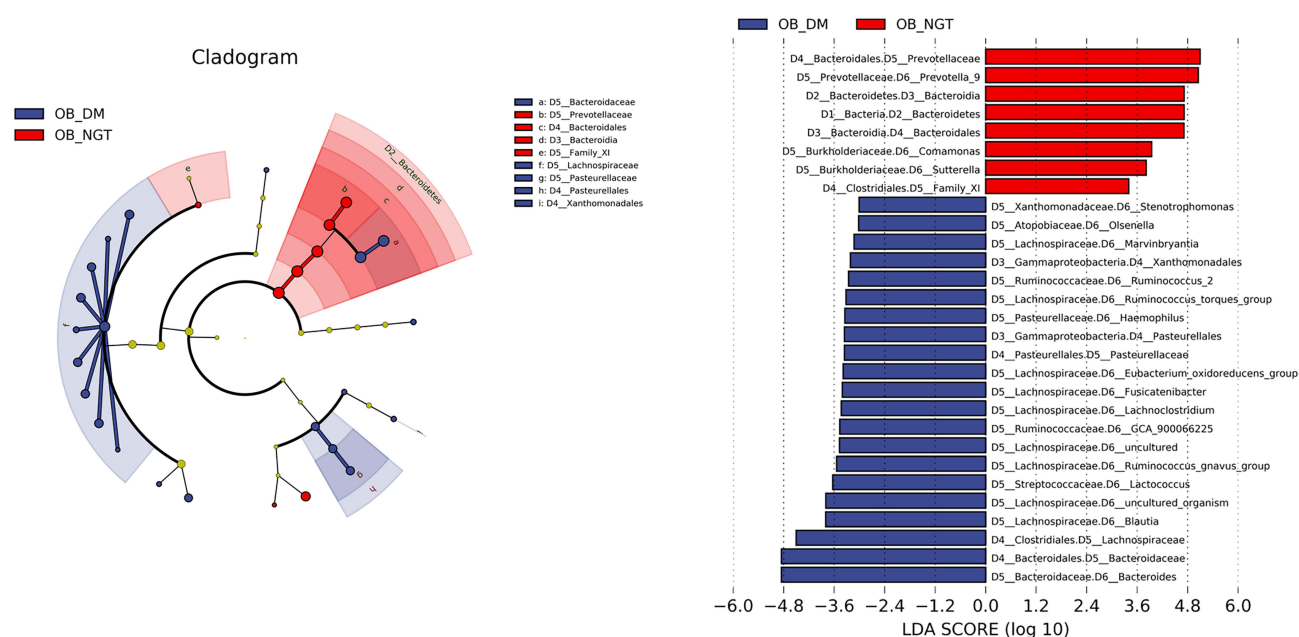 Cladogram
OB_DM
OB_NGT
a: D5__Bacteroidaceae
b: D5__Prevotellaceae
c: D4__Bacteroidales
d: D3__Bacteroidia
e: D5__Family_XI
f: D5__Lachnospiraceae
g: D5__Pasteurellaceae
h: D4__Pasteurellales
i: D4__Xanthomonadales
D2__Bacteroidetes
e
b
d
c
a
f
g
h
OB_DM
OB_NGT
D4__Bacteroidales.D5__Prevotellaceae
D5__Prevotellaceae.D6__Prevotella_9
D2__Bacteroidetes.D3__Bacteroidia
D1__Bacteria.D2__Bacteroidetes
D3__Bacteroidia.D4__Bacteroidales
D5__Burkholderiaceae.D6__Comamonas
D5__Burkholderiaceae.D6__Sutterella
D4__Clostridiales.D5__Family_XI
D5__Xanthomonadaceae.D6__Stenotrophomonas
D5__Atopobiaceae.D6__Olsenella
D5__Lachnospiraceae.D6__Marvinbryantia
D3__Gammaproteobacteria.D4__Xanthomonadales
D5__Ruminococcaceae.D6__Ruminococcus_2
D5__Lachnospiraceae.D6__Ruminococcus_torques_group
D5__Pasteurellaceae.D6__Haemophilus
D3__Gammaproteobacteria.D4__Pasteurellales
D4__Pasteurellales.D5__Pasteurellaceae
D5__Lachnospiraceae.D6__Eubacterium_oxidoreducens_group
D5__Lachnospiraceae.D6__Fusicatenibacter
D5__Lachnospiraceae.D6__Lachnoclostridium
D5__Ruminococcaceae.D6__GCA_900066225
D5__Lachnospiraceae.D6__uncultured
D5__Lachnospiraceae.D6__Ruminococcus_gnavus_group
D5__Streptococcaceae.D6__Lactococcus
D5__Lachnospiraceae.D6__uncultured_organism
D5__Lachnospiraceae.D6__Blautia
D4__Clostridiales.D5__Lachnospiraceae
D4__Bacteroidales.D5__Bacteroidaceae
D5__Bacteroidaceae.D6__Bacteroides
−6.0 −4.8 −3.6 −2.4 −1.2 0.0 1.2 2.4 3.6 4.8 6.0
LDA SCORE (log 10)